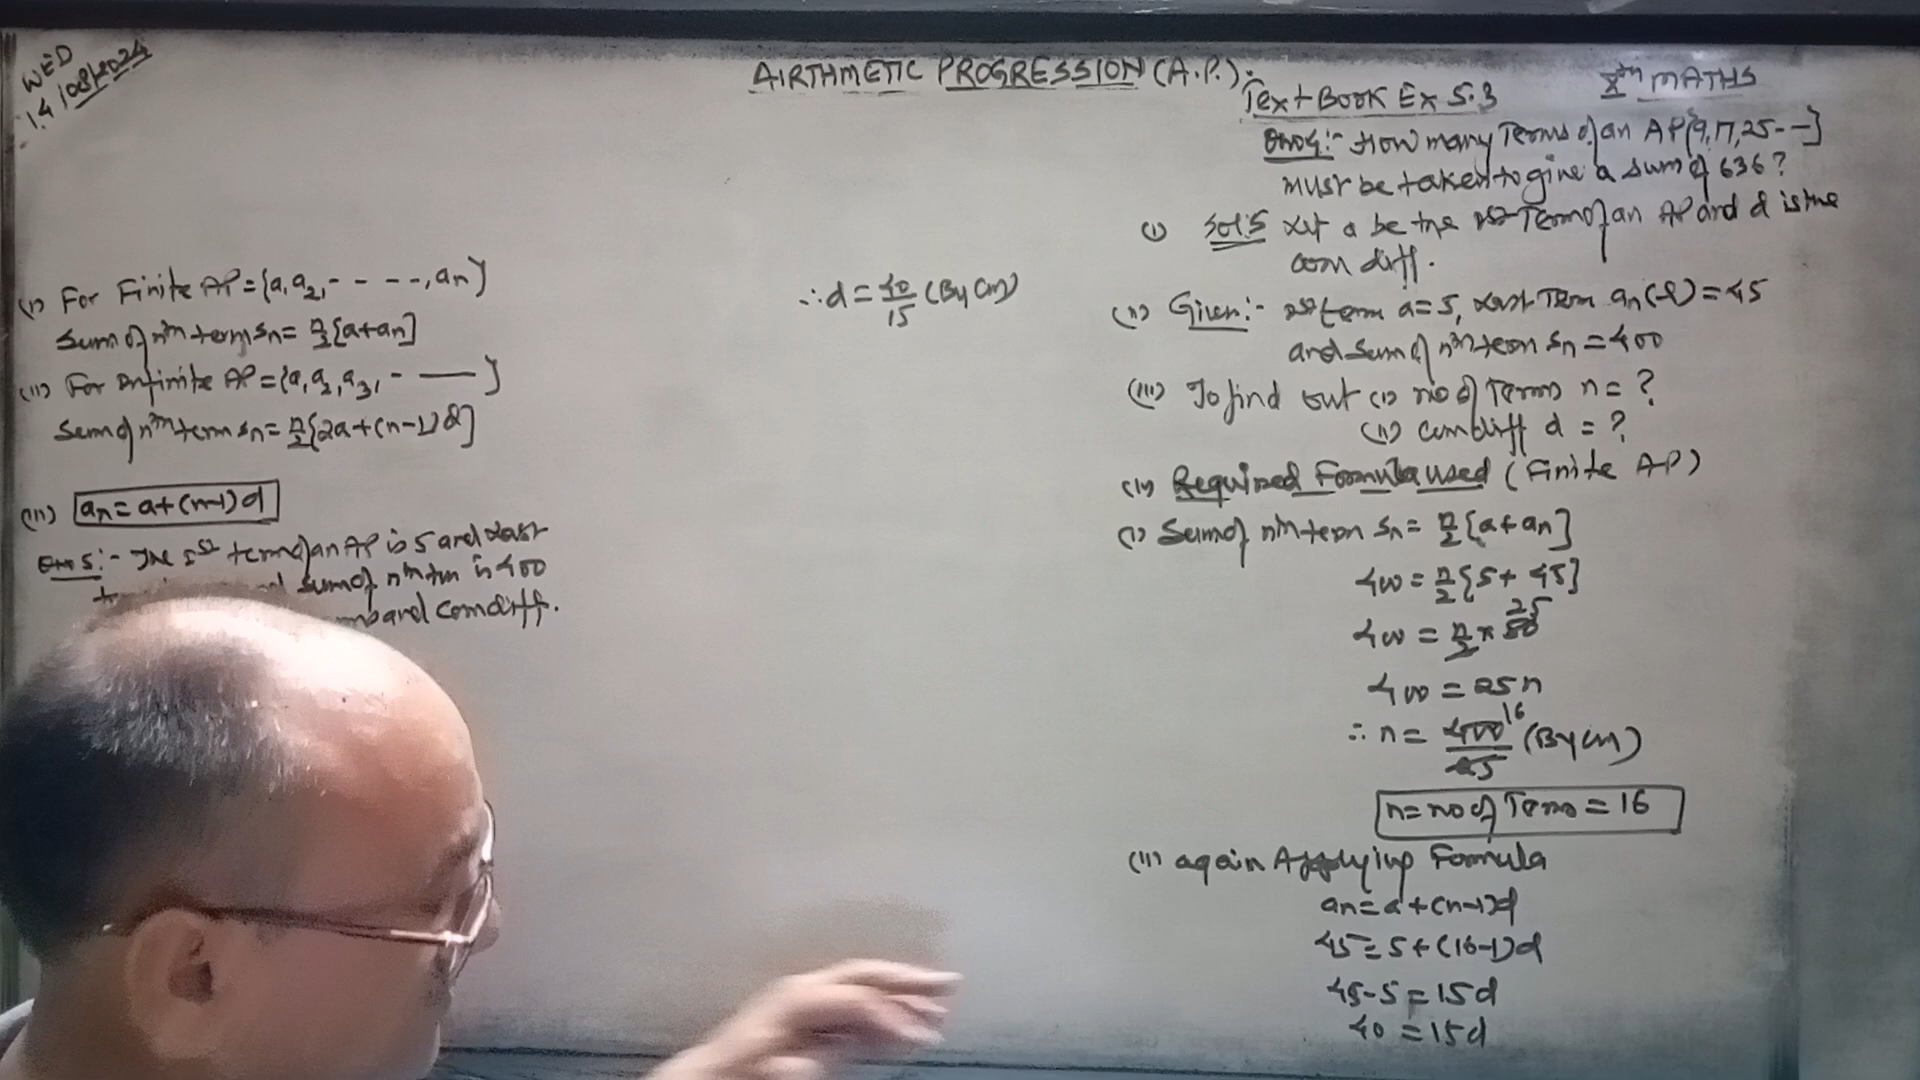 WED
14/08/2024
AIRTHMETIC PROGRESSION (A.P.):
Xth MATHS
Text Book Ex 5.3
Qno4:- How many Terms of an AP {9,17,25--}
must be taken to give a sum of 636?
(i) Sol:5 Let a be the 1st Term of an AP and d is the
com diff.
(ii) Given:- 1st term a=5, Last Term an(l)=45
and sum of nth term Sn=400
(iii) To find out (i) no of Terms n=?
(ii) com diff d=?
(iv) Required Formula used (Finite AP)
(i) Sum of nth term Sn = n/2 [a+an]
400 = n/2 [5+45]
400 = n/2 × 50 25
400 = 25n
∴ n = 400/25 16 (By CM)
n= no of Terms = 16
(ii) again Applying Formula
an=a+(n-1)d
45=5+(16-1)d
45-5=15d
40=15d
∴ d = 40/15 (By CM)
(i) For Finite AP={a,a2,-----,an}
Sum of nth term Sn= n/2[a+an]
(ii) For Infinite AP={a,a2,a3,- —}
Sum of nth term Sn= n/2{2a+(n-1)d}
(iii) an=a+(n-1)d
Qno 5:- The 1st term of an AP is 5 and Last
sum of nth term is 400
and com diff.